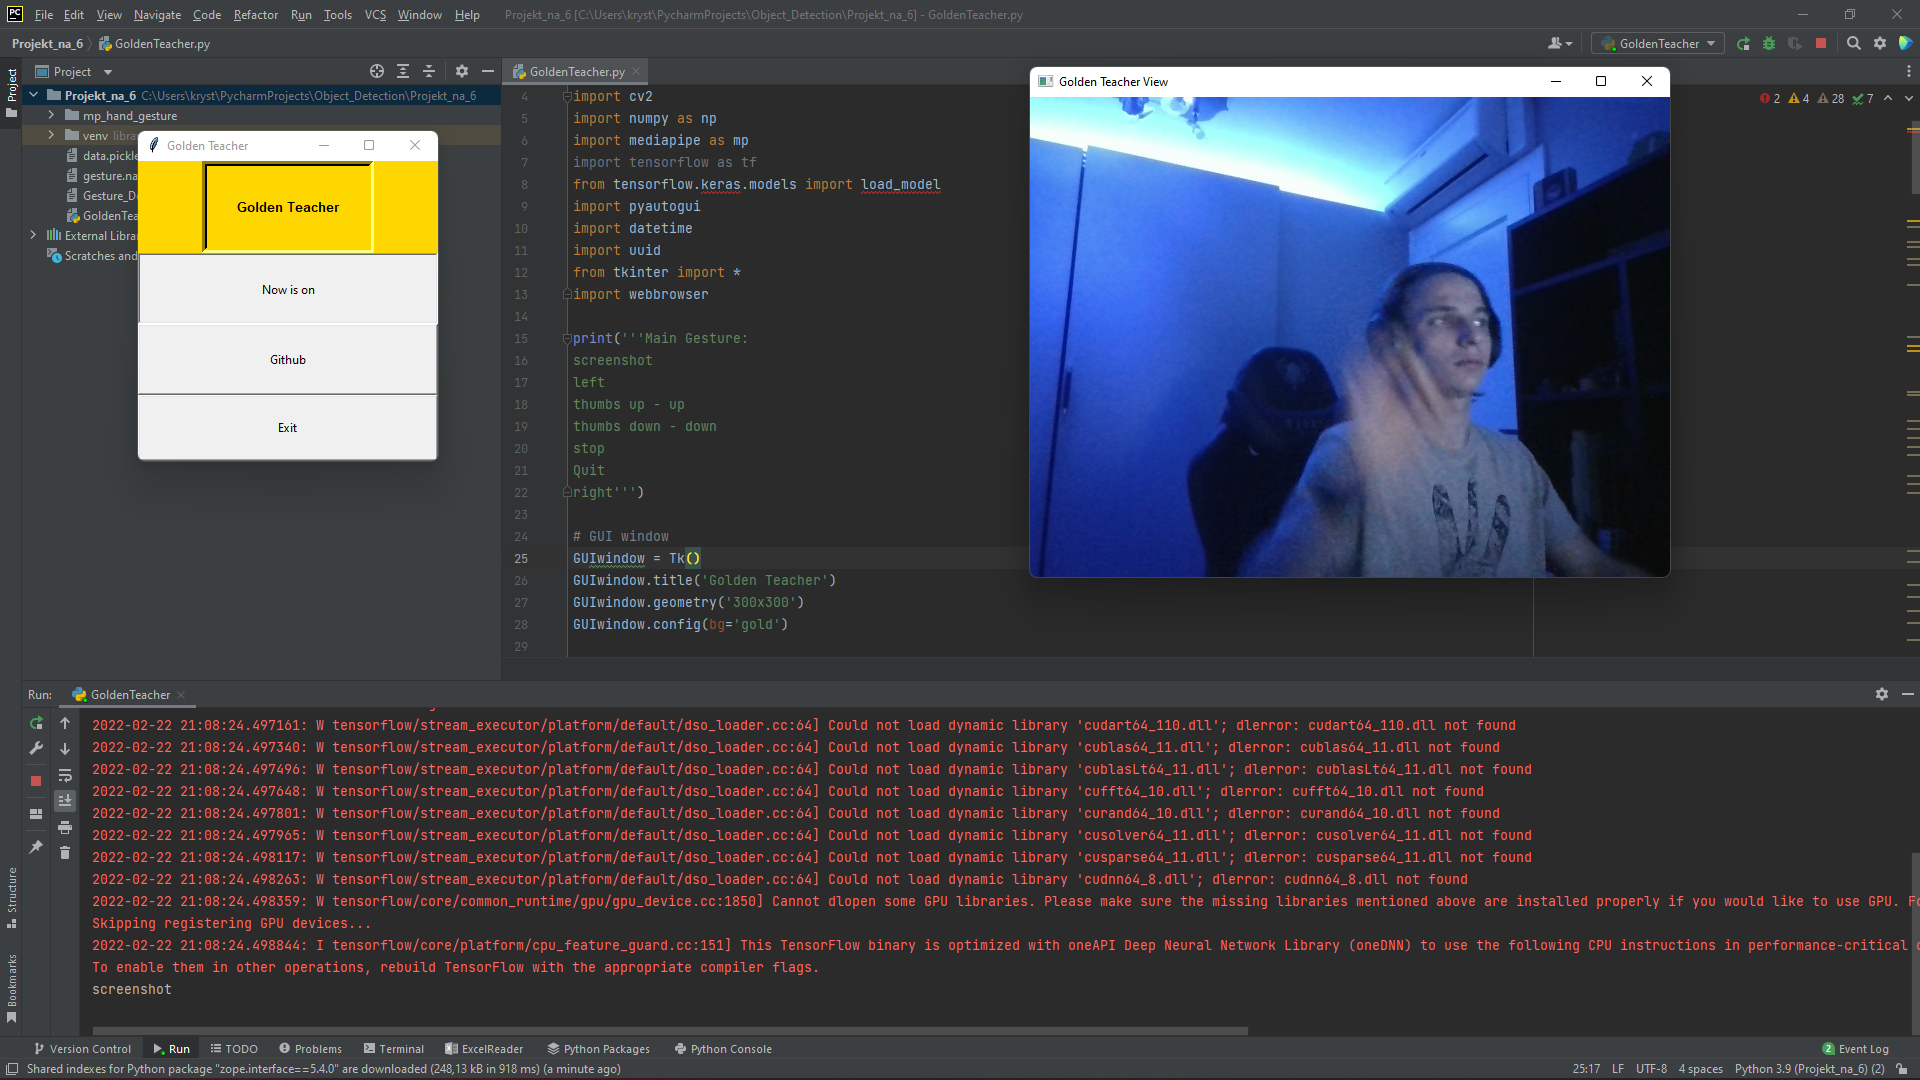 PC File Edit View Navigate Code Refactor Run Tools VCS Window Help Projekt_na_6 [C:\Users\kryst\PycharmProjects\Object_Detection\Projekt_na_6] - GoldenTeacher.py
Projekt_na_6 GoldenTeacher.py
GoldenTeacher
Project
Project
GoldenTeacher.py
Projekt_na_6 C:\Users\kryst\PycharmProjects\Object_Detection\Projekt_na_6
mp_hand_gesture
venv
data.pickle
gesture.na
Gesture_D
GoldenTea
External Libra
Scratches and
Golden Teacher
Golden Teacher
Now is on
Github
Exit
4 import cv2
5 import numpy as np
6 import mediapipe as mp
7 import tensorflow as tf
8 from tensorflow.keras.models import load_model
9 import pyautogui
10 import datetime
11 import uuid
12 from tkinter import *
13 import webbrowser
14
15 print('''Main Gesture:
16 screenshot
17 left
18 thumbs up - up
19 thumbs down - down
20 stop
21 Quit
22 right''')
23
24 # GUI window
25 GUIwindow = Tk()
26 GUIwindow.title('Golden Teacher')
27 GUIwindow.geometry('300x300')
28 GUIwindow.config(bg='gold')
29
Golden Teacher View
2 4 28 7
Run: GoldenTeacher
2022-02-22 21:08:24.497161: W tensorflow/stream_executor/platform/default/dso_loader.cc:64] Could not load dynamic library 'cudart64_110.dll'; dlerror: cudart64_110.dll not found
2022-02-22 21:08:24.497340: W tensorflow/stream_executor/platform/default/dso_loader.cc:64] Could not load dynamic library 'cublas64_11.dll'; dlerror: cublas64_11.dll not found
2022-02-22 21:08:24.497496: W tensorflow/stream_executor/platform/default/dso_loader.cc:64] Could not load dynamic library 'cublasLt64_11.dll'; dlerror: cublasLt64_11.dll not found
2022-02-22 21:08:24.497648: W tensorflow/stream_executor/platform/default/dso_loader.cc:64] Could not load dynamic library 'cufft64_10.dll'; dlerror: cufft64_10.dll not found
2022-02-22 21:08:24.497801: W tensorflow/stream_executor/platform/default/dso_loader.cc:64] Could not load dynamic library 'curand64_10.dll'; dlerror: curand64_10.dll not found
2022-02-22 21:08:24.497965: W tensorflow/stream_executor/platform/default/dso_loader.cc:64] Could not load dynamic library 'cusolver64_11.dll'; dlerror: cusolver64_11.dll not found
2022-02-22 21:08:24.498117: W tensorflow/stream_executor/platform/default/dso_loader.cc:64] Could not load dynamic library 'cusparse64_11.dll'; dlerror: cusparse64_11.dll not found
2022-02-22 21:08:24.498263: W tensorflow/stream_executor/platform/default/dso_loader.cc:64] Could not load dynamic library 'cudnn64_8.dll'; dlerror: cudnn64_8.dll not found
2022-02-22 21:08:24.498359: W tensorflow/core/common_runtime/gpu/gpu_device.cc:1850] Cannot dlopen some GPU libraries. Please make sure the missing libraries mentioned above are installed properly if you would like to use GPU. Fo
Skipping registering GPU devices...
2022-02-22 21:08:24.498844: I tensorflow/core/platform/cpu_feature_guard.cc:151] This TensorFlow binary is optimized with oneAPI Deep Neural Network Library (oneDNN) to use the following CPU instructions in performance-critical
To enable them in other operations, rebuild TensorFlow with the appropriate compiler flags.
screenshot
Structure
Bookmarks
Version Control Run TODO Problems Terminal ExcelReader Python Packages Python Console 2 Event Log
Shared indexes for Python package "zope.interface==5.4.0" are downloaded (248,13 kB in 918 ms) (a minute ago) 25:17 LF UTF-8 4 spaces Python 3.9 (Projekt_na_6) (2)